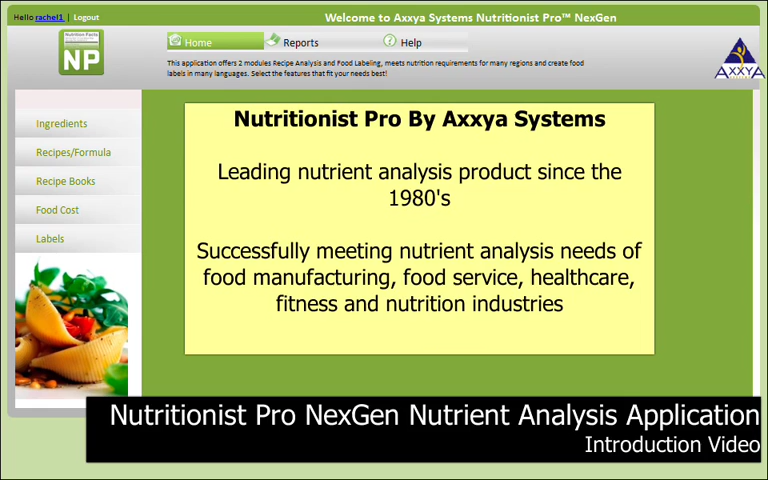 Hello rachel1 | Logout
Welcome to Axxya Systems Nutritionist Pro™ NexGen
Nutrition Facts
NP
Home
Reports
Help
This application offers 2 modules Recipe Analysis and Food Labeling, meets nutrition requirements for many regions and create food
labels in many languages. Select the features that fit your needs best!
AXXYA
Ingredients
Recipes/Formula
Recipe Books
Food Cost
Labels
Nutritionist Pro By Axxya Systems
Leading nutrient analysis product since the
1980's
Successfully meeting nutrient analysis needs of
food manufacturing, food service, healthcare,
fitness and nutrition industries
Nutritionist Pro NexGen Nutrient Analysis Application
Introduction Video